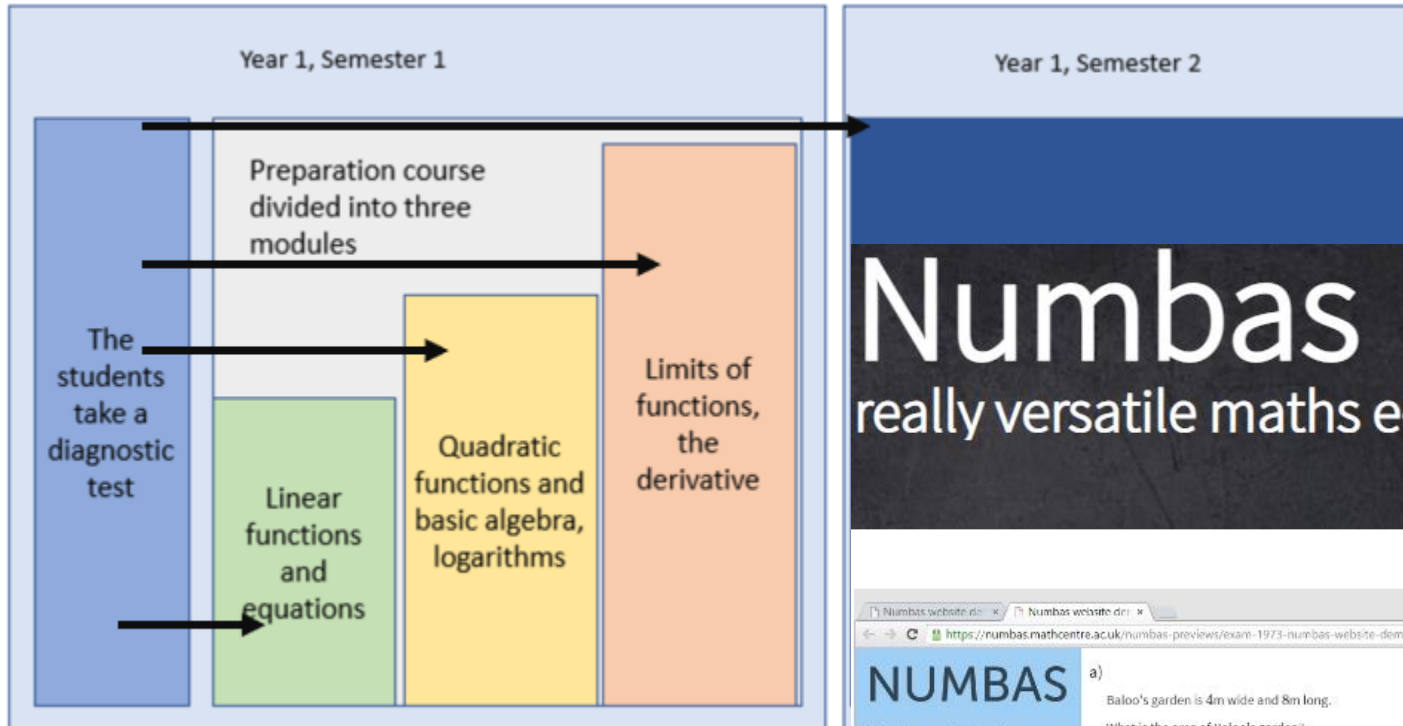 Year 1, Semester 1
Preparation course
divided into three
modules
The
students
take a
diagnostic
test
Linear
functions
and
equations
Quadratic
functions and
basic algebra,
logarithms
Limits of
functions,
the
derivative
Year 1, Semester 2
Numbas
really versatile maths e
Numbas website de
Numbas website der
https://numbas.mathcentre.ac.uk/numbas-previews/exam-1973-numbas-website-dem
NUMBAS
a)
Baloo's garden is 4m wide and 8m long.